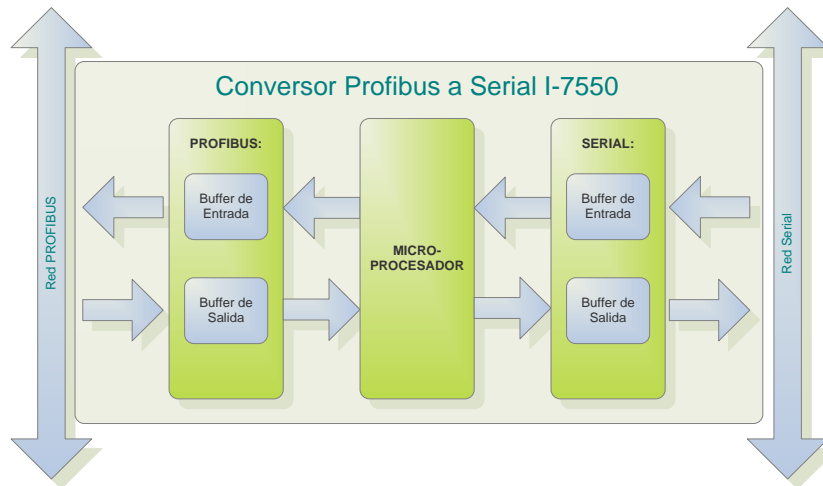 Conversor Profibus a Serial I-7550
Red PROFIBUS
PROFIBUS:
Buffer de
Entrada
Buffer de
Salida
MICRO-
PROCESADOR
SERIAL:
Buffer de
Entrada
Buffer de
Salida
Red Serial